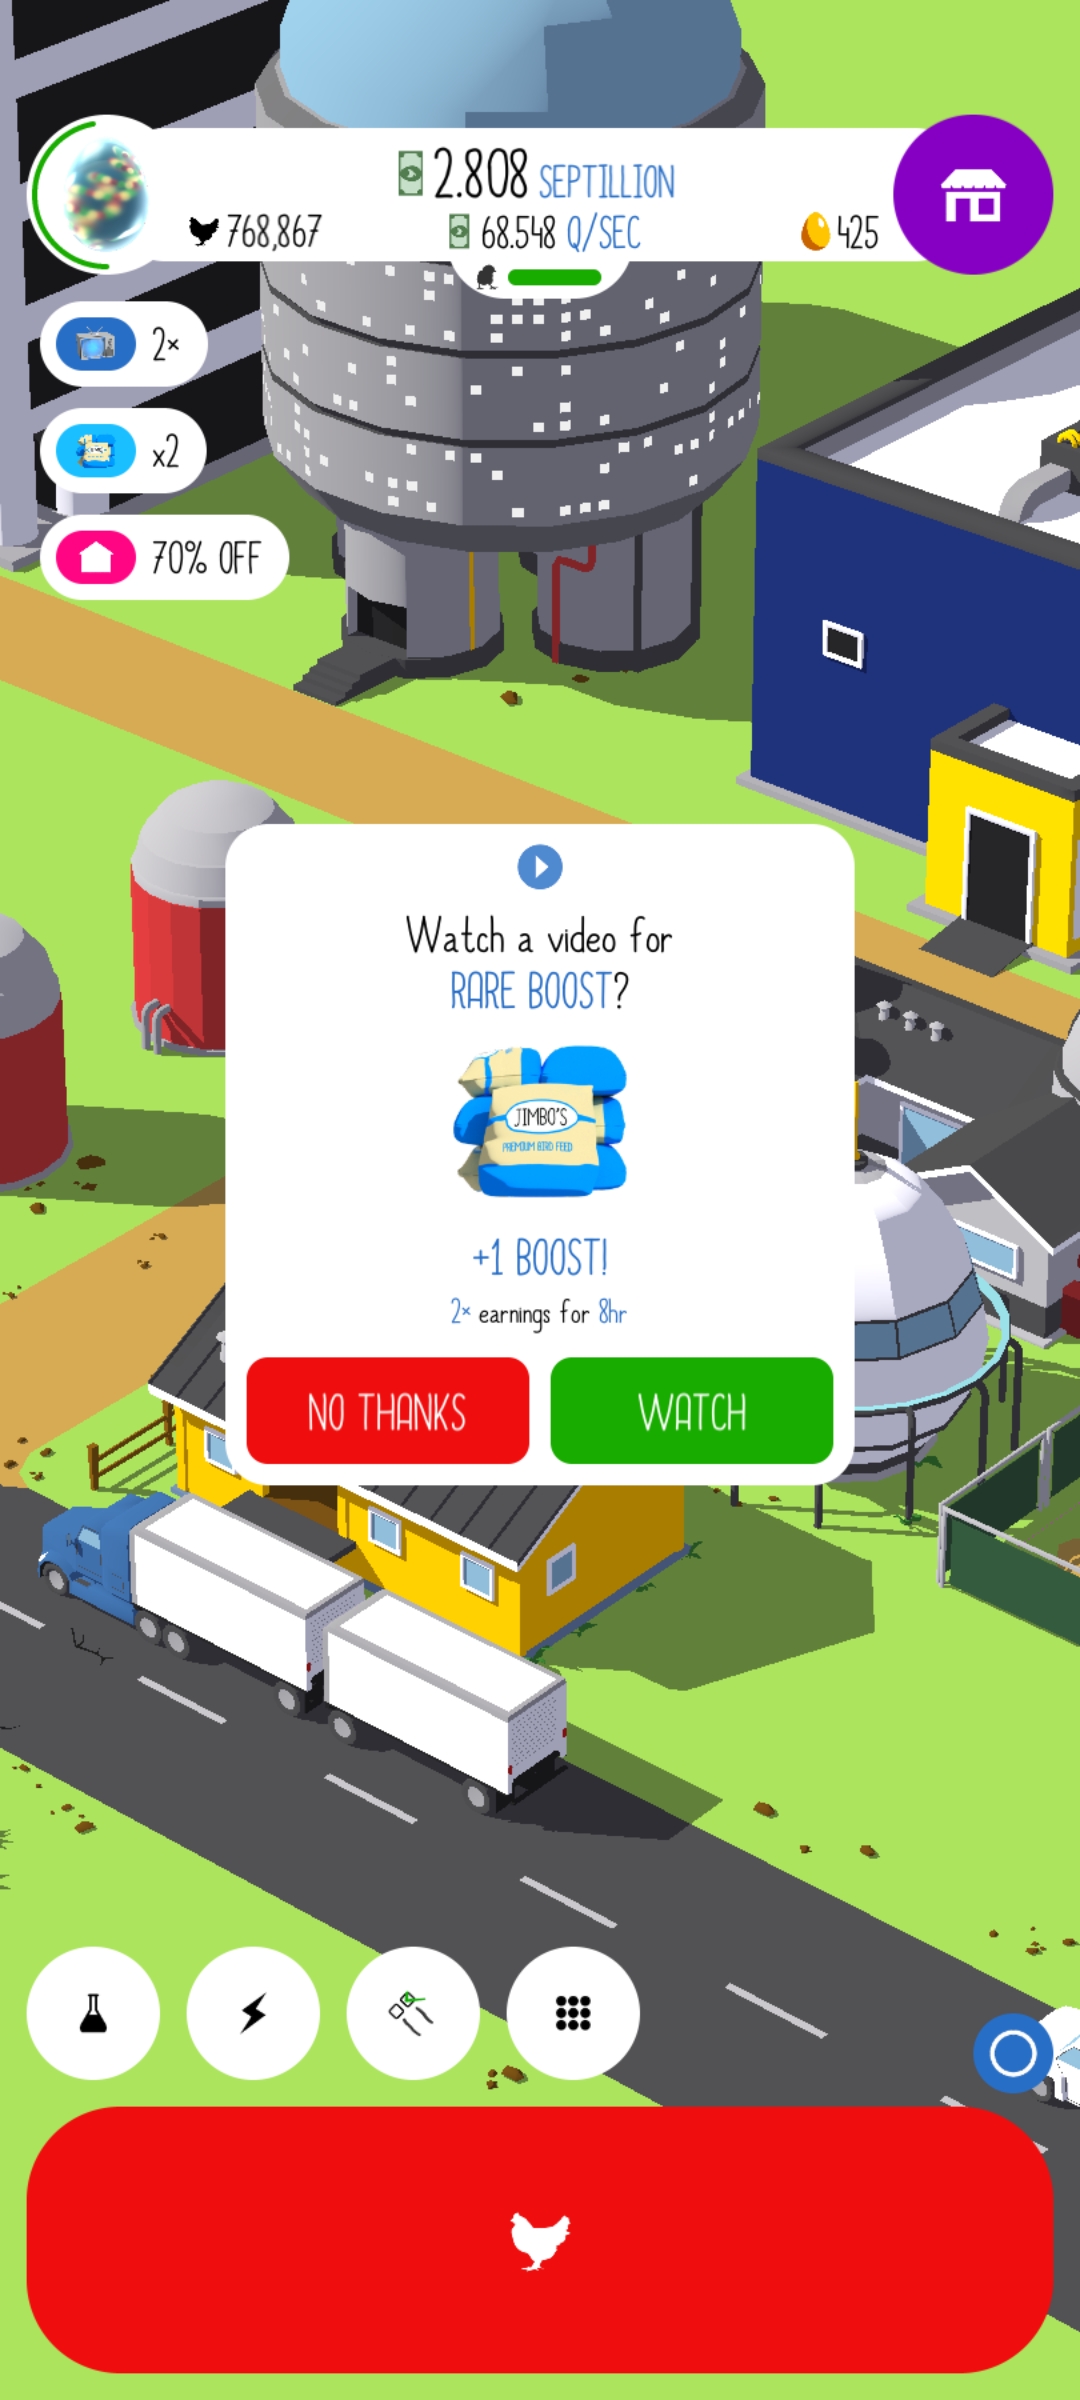 2.808 SEPTILLION
768,867
68.548 Q/SEC
425
2×
x2
70% OFF
Watch a video for
RARE BOOST?
JIMBO'S
PREMIUM BIRD FEED
+1 BOOST!
2× earnings for 8hr
NO THANKS
WATCH